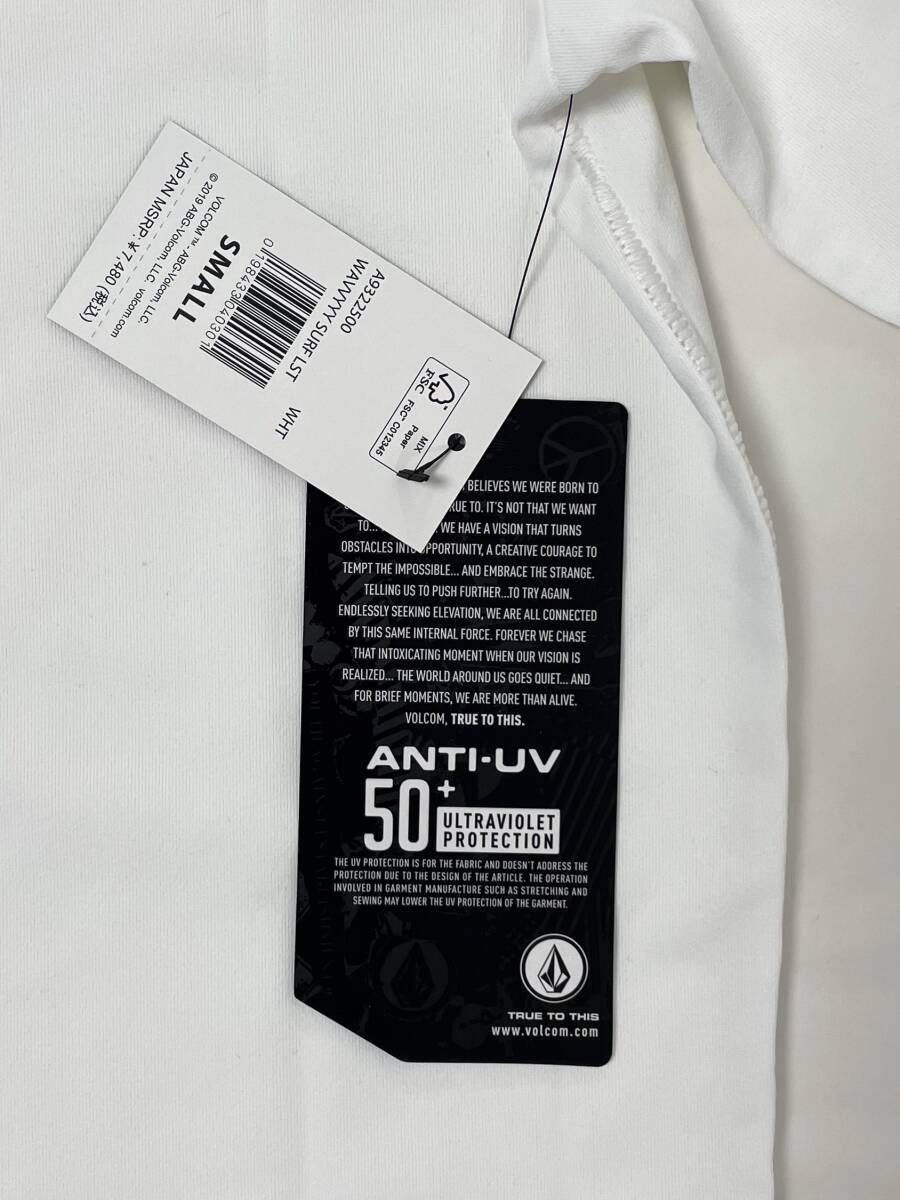 A9322500
WAVVYY SURF LST
WHT
FSC
MIX
Paper
FSC™ C012345
SMALL
VOLCOM™ - ABG-Volcom, LLC.
©2019 ABG-Volcom, LLC. volcom.com
JAPAN MSRP:¥7,480 (税込)
BELIEVES WE WERE BORN TO
TRUE TO. IT'S NOT THAT WE WANT
TO... WE HAVE A VISION THAT TURNS
OBSTACLES INTO OPPORTUNITY, A CREATIVE COURAGE TO
TEMPT THE IMPOSSIBLE... AND EMBRACE THE STRANGE.
TELLING US TO PUSH FURTHER...TO TRY AGAIN.
ENDLESSLY SEEKING ELEVATION, WE ARE ALL CONNECTED
BY THIS SAME INTERNAL FORCE. FOREVER WE CHASE
THAT INTOXICATING MOMENT WHEN OUR VISION IS
REALIZED... THE WORLD AROUND US GOES QUIET... AND
FOR BRIEF MOMENTS, WE ARE MORE THAN ALIVE.
VOLCOM, TRUE TO THIS.
ANTI-UV
50+
ULTRAVIOLET
PROTECTION
THE UV PROTECTION IS FOR THE FABRIC AND DOESN'T ADDRESS THE
PROTECTION DUE TO THE DESIGN OF THE ARTICLE. THE OPERATION
INVOLVED IN GARMENT MANUFACTURE SUCH AS STRETCHING AND
SEWING MAY LOWER THE UV PROTECTION OF THE GARMENT.
TRUE TO THIS
www.volcom.com